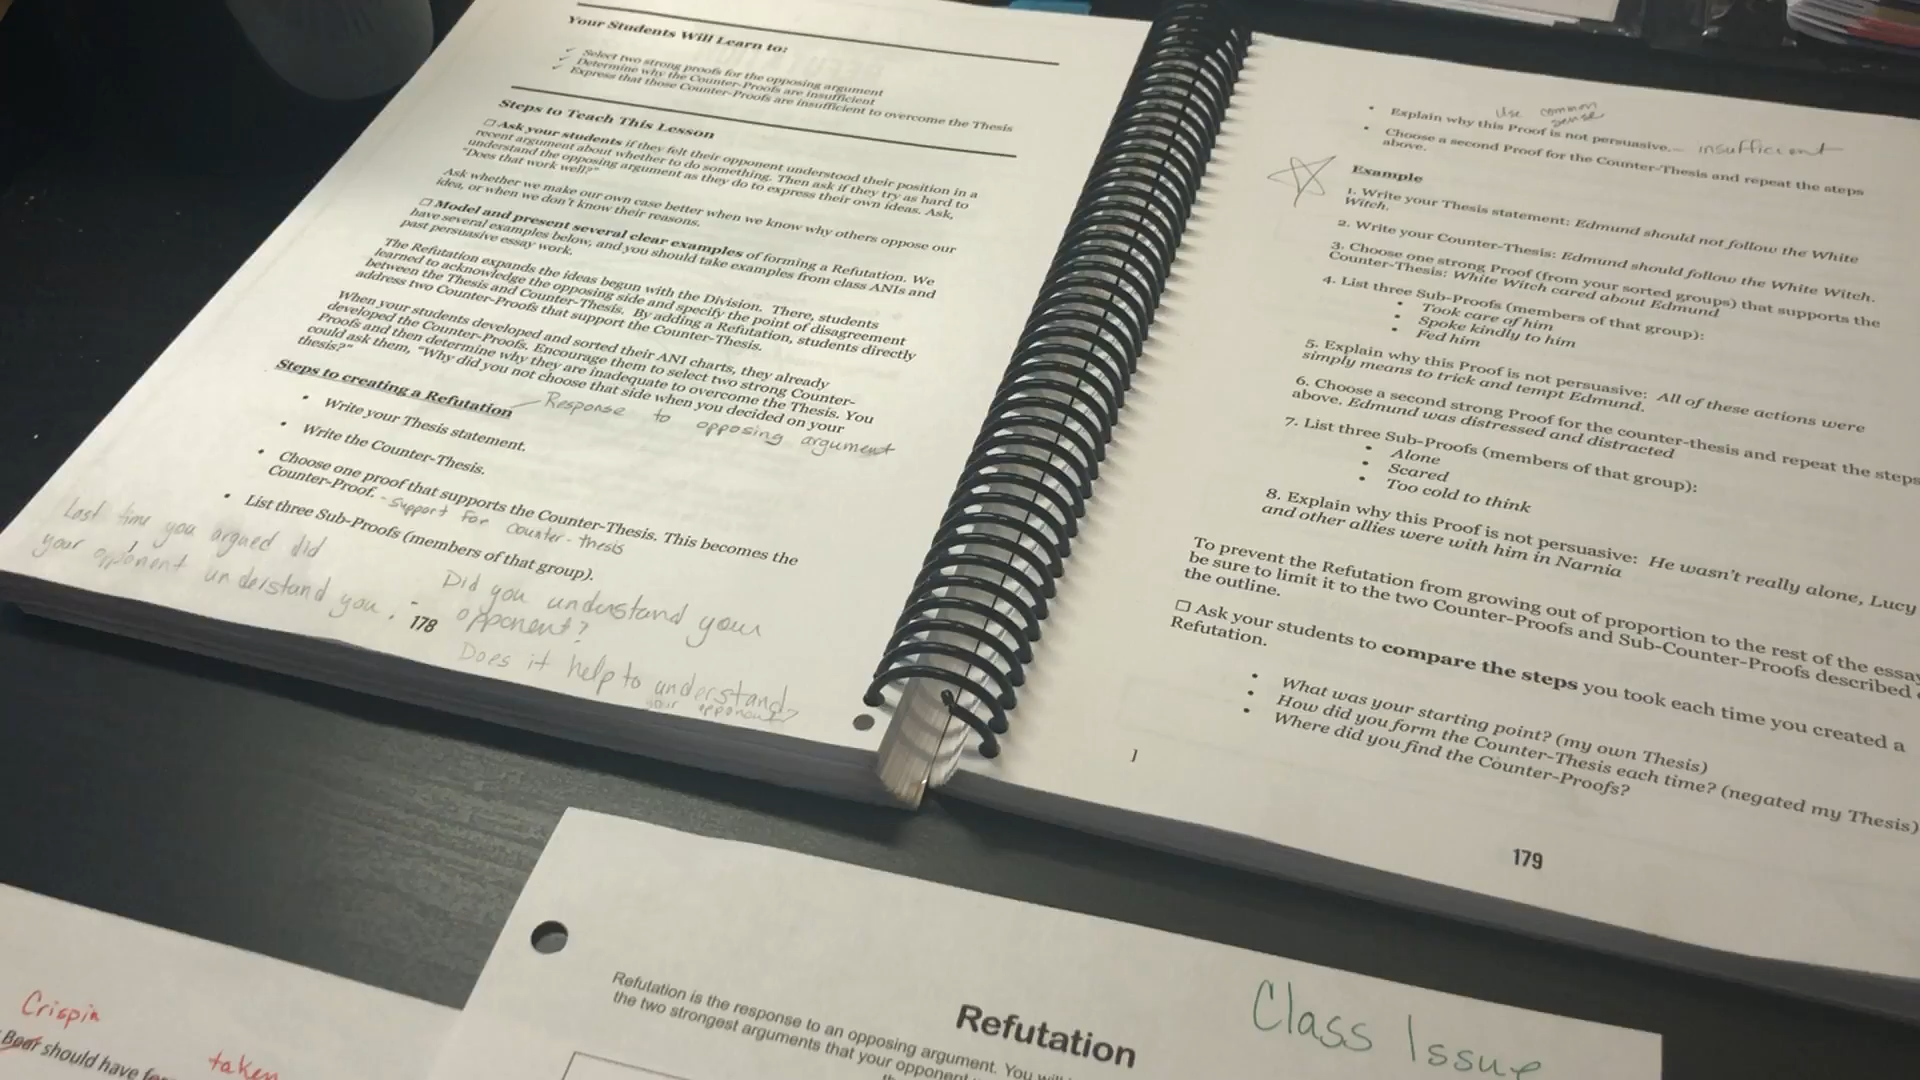 Your Students Will Learn to:
✓ Select two strong proofs for the opposing argument
✓ Determine why the Counter-Proofs are insufficient
✓ Express that those Counter-Proofs are insufficient to overcome the Thesis
Steps to Teach This Lesson
☐ Ask your students if they felt their opponent understood their position in a
recent argument about whether to do something. Then ask if they try as hard to
understand the opposing argument as they do to express their own ideas. Ask,
"Does that work well?"
Ask whether we make our own case better when we know why others oppose our
idea, or when we don't know their reasons.
☐ Model and present several clear examples of forming a Refutation. We
have several examples below, and you should take examples from class ANIs and
past persuasive essay work.
The Refutation expands the ideas begun with the Division. There, students
learned to acknowledge the opposing side and specify the point of disagreement
between the Thesis and Counter-Thesis. By adding a Refutation, students directly
address two Counter-Proofs that support the Counter-Thesis.
When your students developed and sorted their ANI charts, they already
developed the Counter-Proofs. Encourage them to select two strong Counter-
Proofs and then determine why they are inadequate to overcome the Thesis. You
could ask them, "Why did you not choose that side when you decided on your
thesis?"
Steps to creating a Refutation - Response to opposing argument
• Write your Thesis statement.
• Write the Counter-Thesis.
• Choose one proof that supports the Counter-Thesis. This becomes the
Counter-Proof. - support for counter-thesis
• List three Sub-Proofs (members of that group).
Last time you argued did
your opponent understand you?
Did you understand your
opponent?
Does it help to understand
your opponent?
178
use common
sense
• Explain why this Proof is not persuasive. — insufficient
• Choose a second Proof for the Counter-Thesis and repeat the steps
above.
Example
1. Write your Thesis statement: Edmund should not follow the White
Witch.
2. Write your Counter-Thesis: Edmund should follow the White Witch.
3. Choose one strong Proof (from your sorted groups) that supports the
Counter-Thesis: White Witch cared about Edmund
4. List three Sub-Proofs (members of that group):
• Took care of him
• Spoke kindly to him
• Fed him
5. Explain why this Proof is not persuasive: All of these actions were
simply means to trick and tempt Edmund.
6. Choose a second strong Proof for the counter-thesis and repeat the steps
above. Edmund was distressed and distracted
7. List three Sub-Proofs (members of that group):
• Alone
• Scared
• Too cold to think
8. Explain why this Proof is not persuasive: He wasn't really alone, Lucy
and other allies were with him in Narnia
To prevent the Refutation from growing out of proportion to the rest of the essay
be sure to limit it to the two Counter-Proofs and Sub-Counter-Proofs described
the outline.
☐ Ask your students to compare the steps you took each time you created a
Refutation.
• What was your starting point? (my own Thesis)
• How did you form the Counter-Thesis each time? (negated my Thesis)
• Where did you find the Counter-Proofs?
179
Crispin
Bear should have
taken
Class Issue
Refutation
Refutation is the response to an opposing argument. You will
the two strongest arguments that your opponent